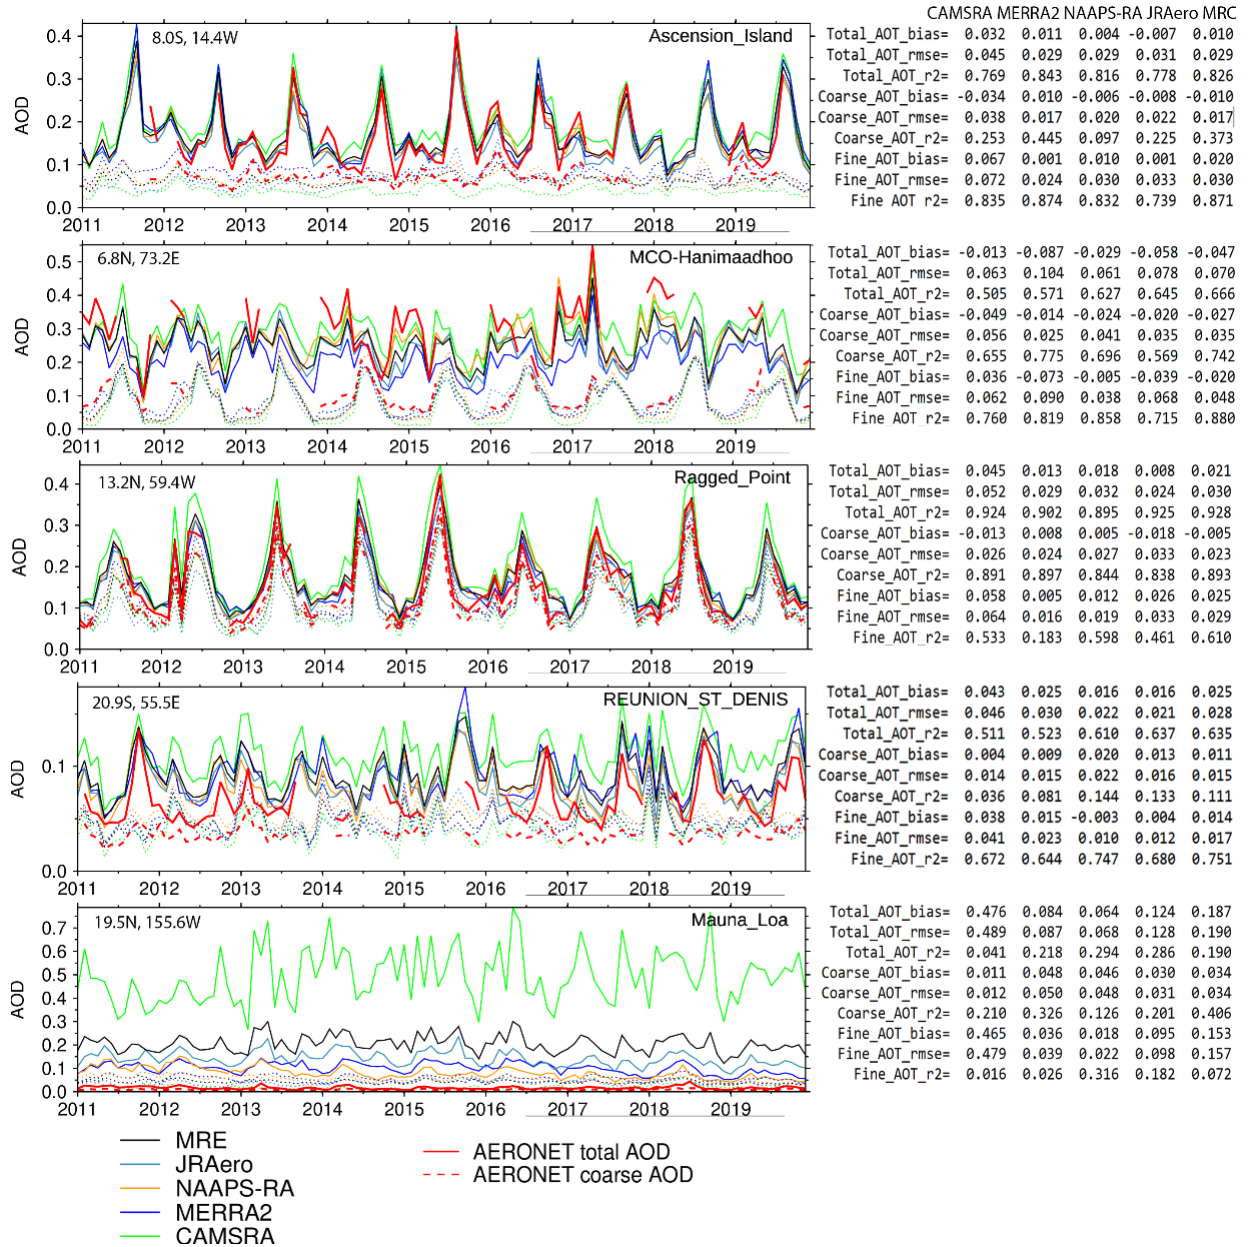 CAMSRA MERRA2 NAAPS-RA JRAero MRC
8.0S, 14.4W
Ascension_Island
AOD
0.4
0.3
0.2
0.1
0.0
2011 2012 2013 2014 2015 2016 2017 2018 2019
Total_AOT_bias= 0.032 0.011 0.004 -0.007 0.010
Total_AOT_rmse= 0.045 0.029 0.029 0.031 0.029
Total_AOT_r2= 0.769 0.843 0.816 0.778 0.826
Coarse_AOT_bias= -0.034 0.010 -0.006 -0.008 -0.010
Coarse_AOT_rmse= 0.038 0.017 0.020 0.022 0.017
Coarse_AOT_r2= 0.253 0.445 0.097 0.225 0.373
Fine_AOT_bias= 0.067 0.001 0.010 0.001 0.020
Fine_AOT_rmse= 0.072 0.024 0.030 0.033 0.030
Fine AOT r2= 0.835 0.874 0.832 0.739 0.871
6.8N, 73.2E
MCO-Hanimaadhoo
AOD
0.5
0.4
0.3
0.2
0.1
0.0
2011 2012 2013 2014 2015 2016 2017 2018 2019
Total_AOT_bias= -0.013 -0.087 -0.029 -0.058 -0.047
Total_AOT_rmse= 0.063 0.104 0.061 0.078 0.070
Total_AOT_r2= 0.505 0.571 0.627 0.645 0.666
Coarse_AOT_bias= -0.049 -0.014 -0.024 -0.020 -0.027
Coarse_AOT_rmse= 0.056 0.025 0.041 0.035 0.035
Coarse_AOT_r2= 0.655 0.775 0.696 0.569 0.742
Fine_AOT_bias= 0.036 -0.073 -0.005 -0.039 -0.020
Fine_AOT_rmse= 0.062 0.090 0.038 0.068 0.048
Fine_AOT_r2= 0.760 0.819 0.858 0.715 0.880
13.2N, 59.4W
Ragged_Point
AOD
0.4
0.3
0.2
0.1
0.0
2011 2012 2013 2014 2015 2016 2017 2018 2019
Total_AOT_bias= 0.045 0.013 0.018 0.008 0.021
Total_AOT_rmse= 0.052 0.029 0.032 0.024 0.030
Total_AOT_r2= 0.924 0.902 0.895 0.925 0.928
Coarse_AOT_bias= -0.013 0.008 0.005 -0.018 -0.005
Coarse_AOT_rmse= 0.026 0.024 0.027 0.033 0.023
Coarse_AOT_r2= 0.891 0.897 0.844 0.838 0.893
Fine_AOT_bias= 0.058 0.005 0.012 0.026 0.025
Fine_AOT_rmse= 0.064 0.016 0.019 0.033 0.029
Fine_AOT_r2= 0.533 0.183 0.598 0.461 0.610
20.9S, 55.5E
REUNION_ST_DENIS
AOD
0.1
0.0
2011 2012 2013 2014 2015 2016 2017 2018 2019
Total_AOT_bias= 0.043 0.025 0.016 0.016 0.025
Total_AOT_rmse= 0.046 0.030 0.022 0.021 0.028
Total_AOT_r2= 0.511 0.523 0.610 0.637 0.635
Coarse_AOT_bias= 0.004 0.009 0.020 0.013 0.011
Coarse_AOT_rmse= 0.014 0.015 0.022 0.016 0.015
Coarse_AOT_r2= 0.036 0.081 0.144 0.133 0.111
Fine_AOT_bias= 0.038 0.015 -0.003 0.004 0.014
Fine_AOT_rmse= 0.041 0.023 0.010 0.012 0.017
Fine_AOT_r2= 0.672 0.644 0.747 0.680 0.751
19.5N, 155.6W
Mauna_Loa
AOD
0.7
0.6
0.5
0.4
0.3
0.2
0.1
0.0
2011 2012 2013 2014 2015 2016 2017 2018 2019
Total_AOT_bias= 0.476 0.084 0.064 0.124 0.187
Total_AOT_rmse= 0.489 0.087 0.068 0.128 0.190
Total_AOT_r2= 0.041 0.218 0.294 0.286 0.190
Coarse_AOT_bias= 0.011 0.048 0.046 0.030 0.034
Coarse_AOT_rmse= 0.012 0.050 0.048 0.031 0.034
Coarse_AOT_r2= 0.210 0.326 0.126 0.201 0.406
Fine_AOT_bias= 0.465 0.036 0.018 0.095 0.153
Fine_AOT_rmse= 0.479 0.039 0.022 0.098 0.157
Fine_AOT_r2= 0.016 0.026 0.316 0.182 0.072
MRE
JRAero
NAAPS-RA
MERRA2
CAMSRA
AERONET total AOD
AERONET coarse AOD